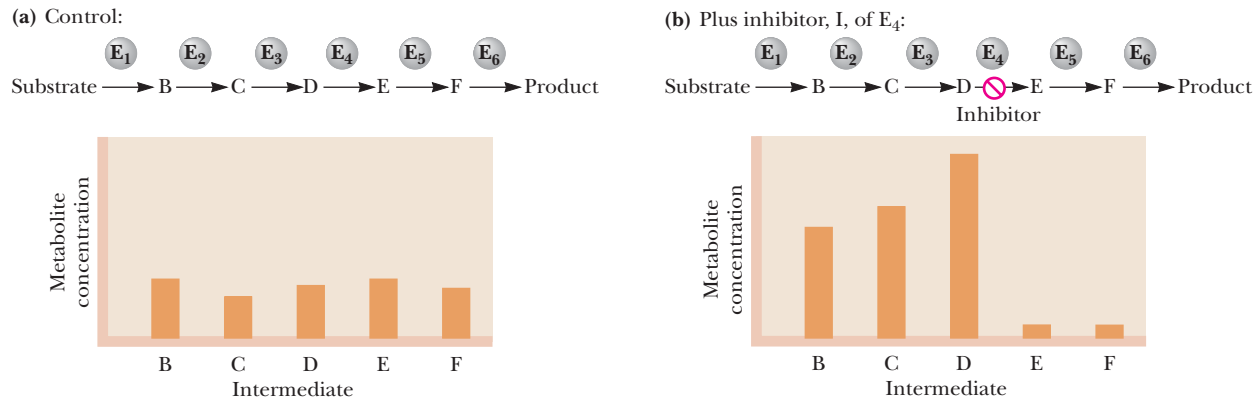 (a) Control:
E1 E2 E3 E4 E5 E6
Substrate B C D E F Product
Metabolite
concentration
B C D E F
Intermediate
(b) Plus inhibitor, I, of E4:
E1 E2 E3 E4 E5 E6
Substrate B C D E F Product
Inhibitor
Metabolite
concentration
B C D E F
Intermediate